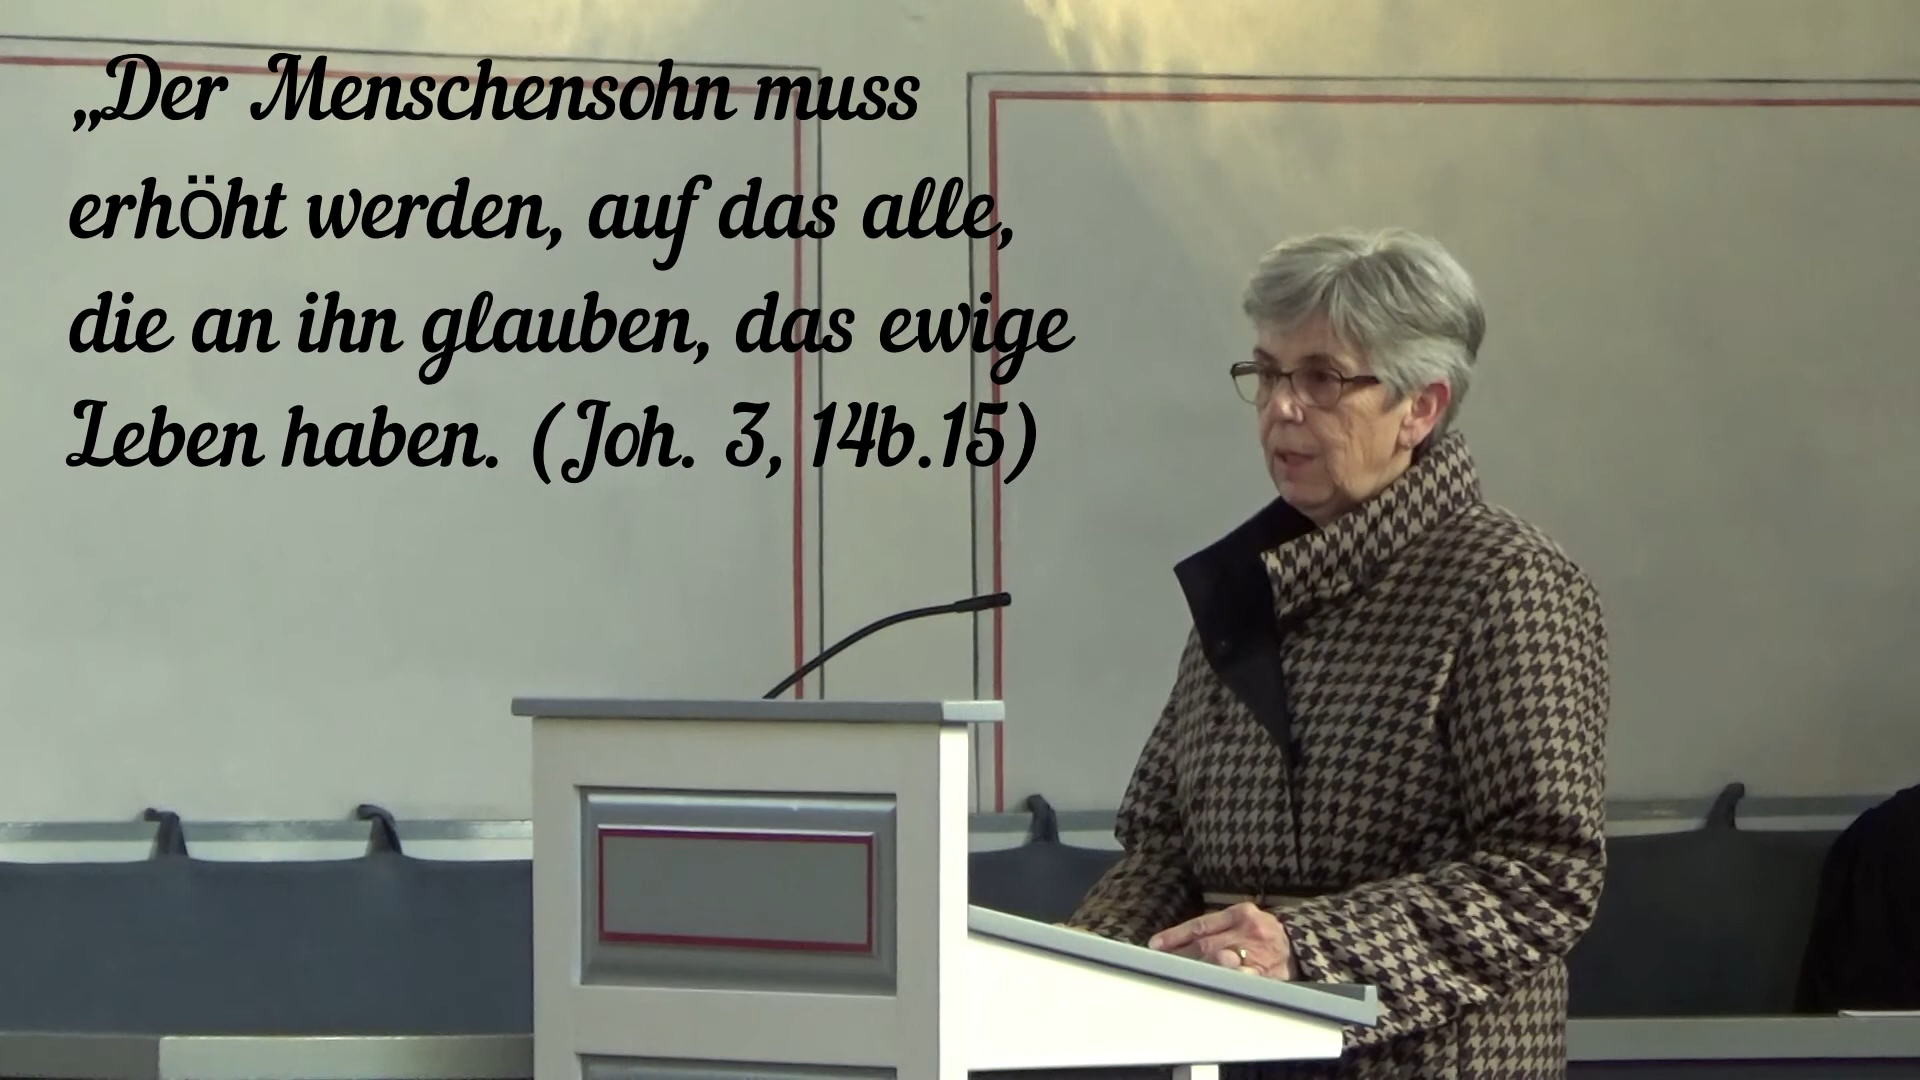 „Der Menschensohn muss
erhöht werden, auf das alle,
die an ihn glauben, das ewige
Leben haben. (Joh. 3, 14b.15)